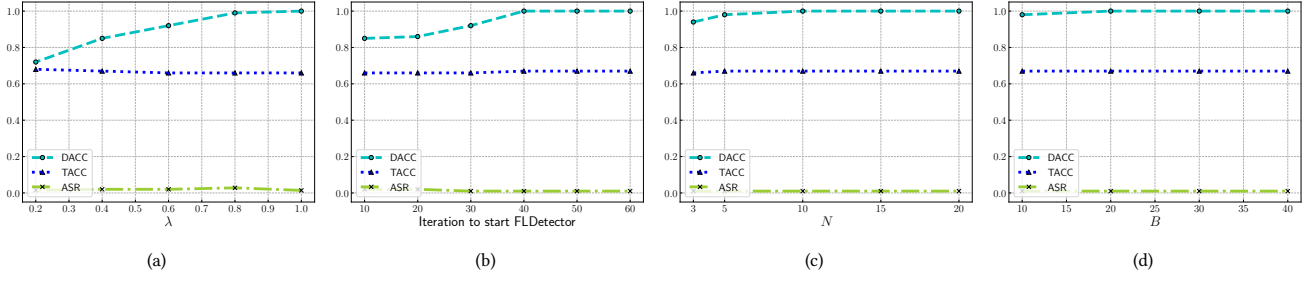 1.0
0.8
0.6
0.4
0.2
0.0
DACC
TACC
ASR
0.2 0.3 0.4 0.5 0.6 0.7 0.8 0.9 1.0
λ
(a)
1.0
0.8
0.6
0.4
0.2
0.0
DACC
TACC
ASR
10 20 30 40 50 60
Iteration to start FLDetector
(b)
1.0
0.8
0.6
0.4
0.2
0.0
DACC
TACC
ASR
3 5 10 15 20
N
(c)
1.0
0.8
0.6
0.4
0.2
0.0
DACC
TACC
ASR
10 15 20 25 30 35 40
B
(d)